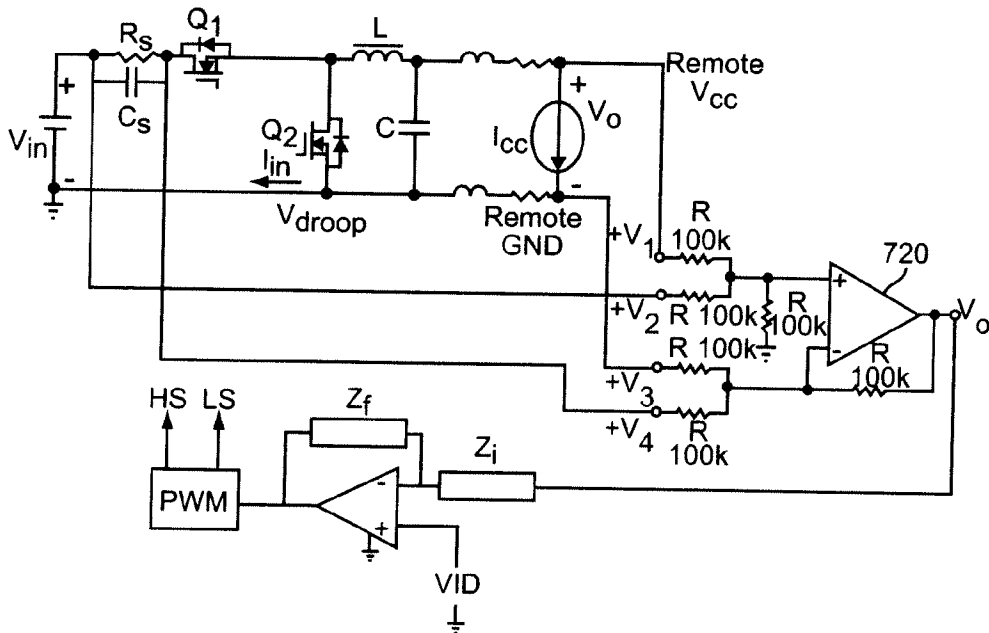 Rs
Q1
L
Remote
Vcc
+
Cs
Vin
-
Q2
Iin
C
+
Vo
Icc
-
Vdroop
Remote
GND
+V1
R
100k
720
+
-
Vo
+V2
R 100k
R
100k
R 100k
R
100k
+V3
+V4
R
100k
HS LS
Zf
Zi
PWM
-
+
VID